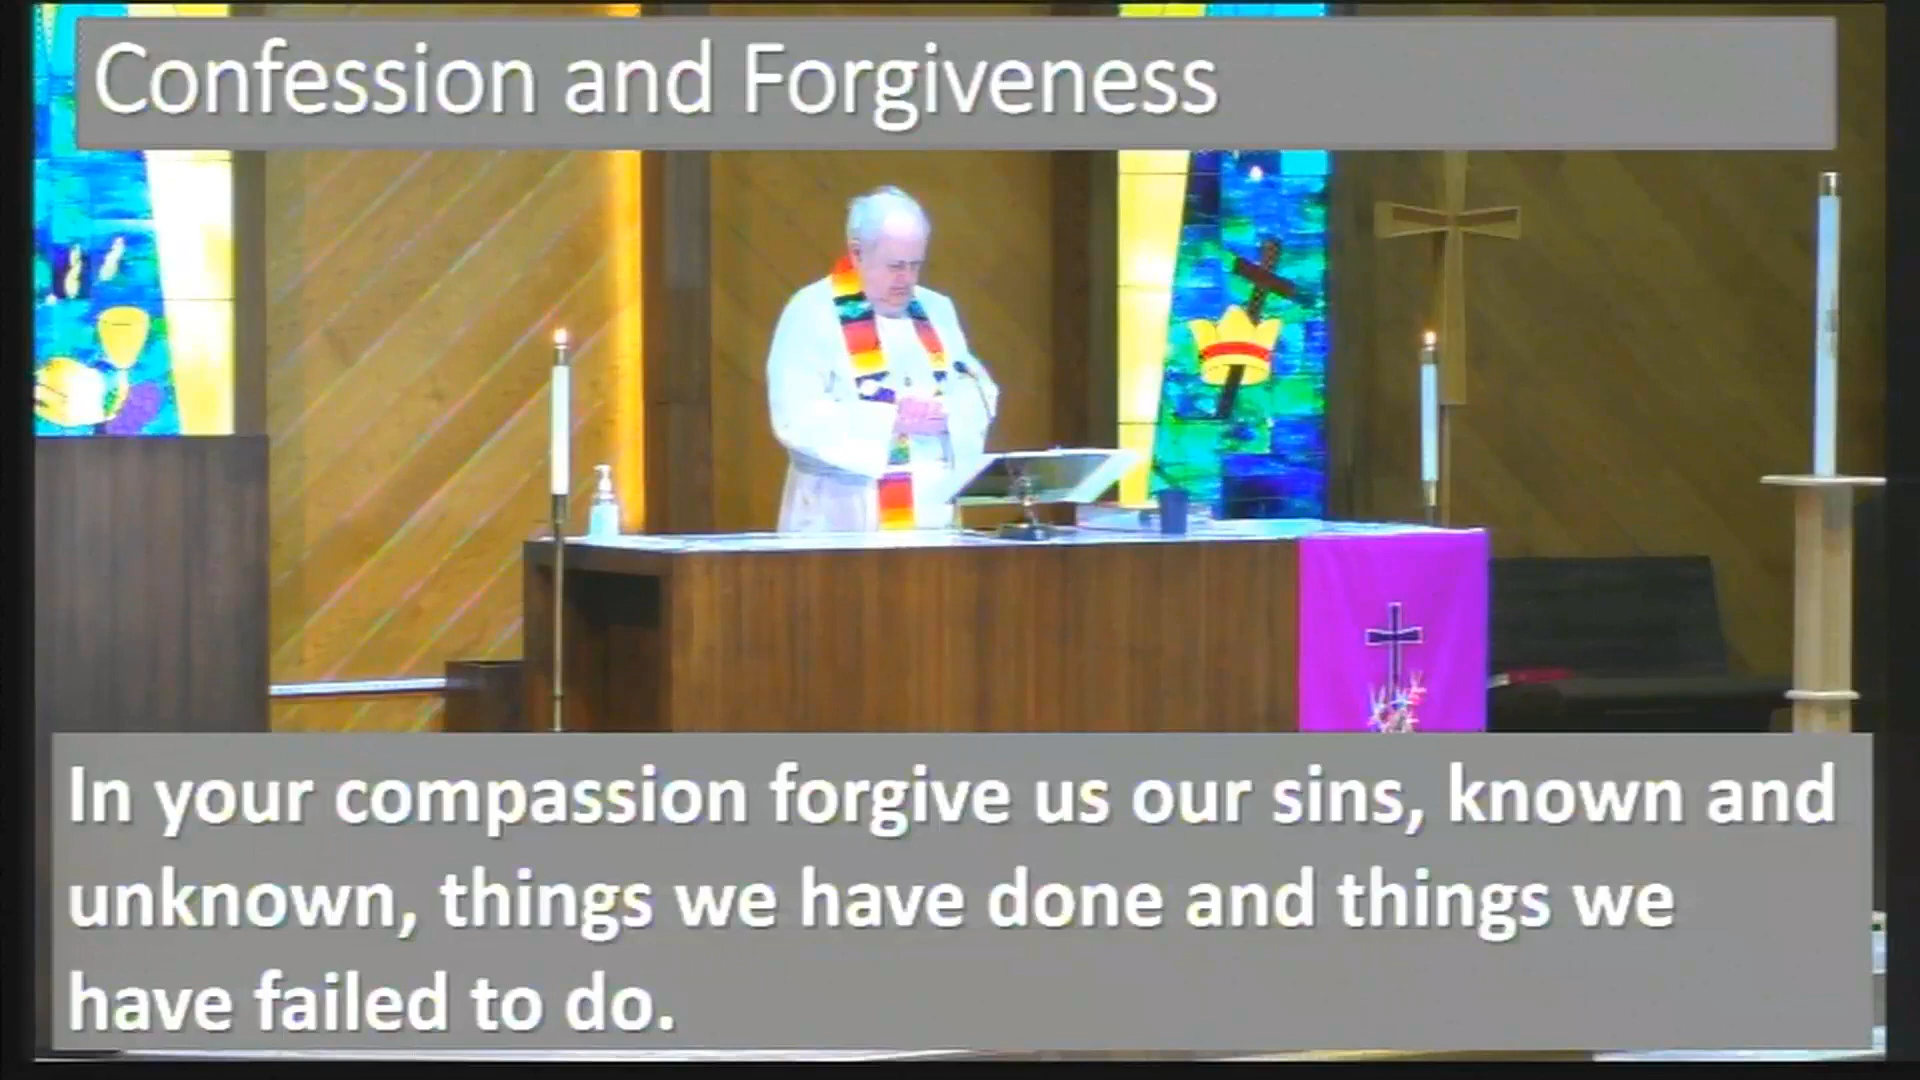 Confession and Forgiveness
In your compassion forgive us our sins, known and
unknown, things we have done and things we
have failed to do.